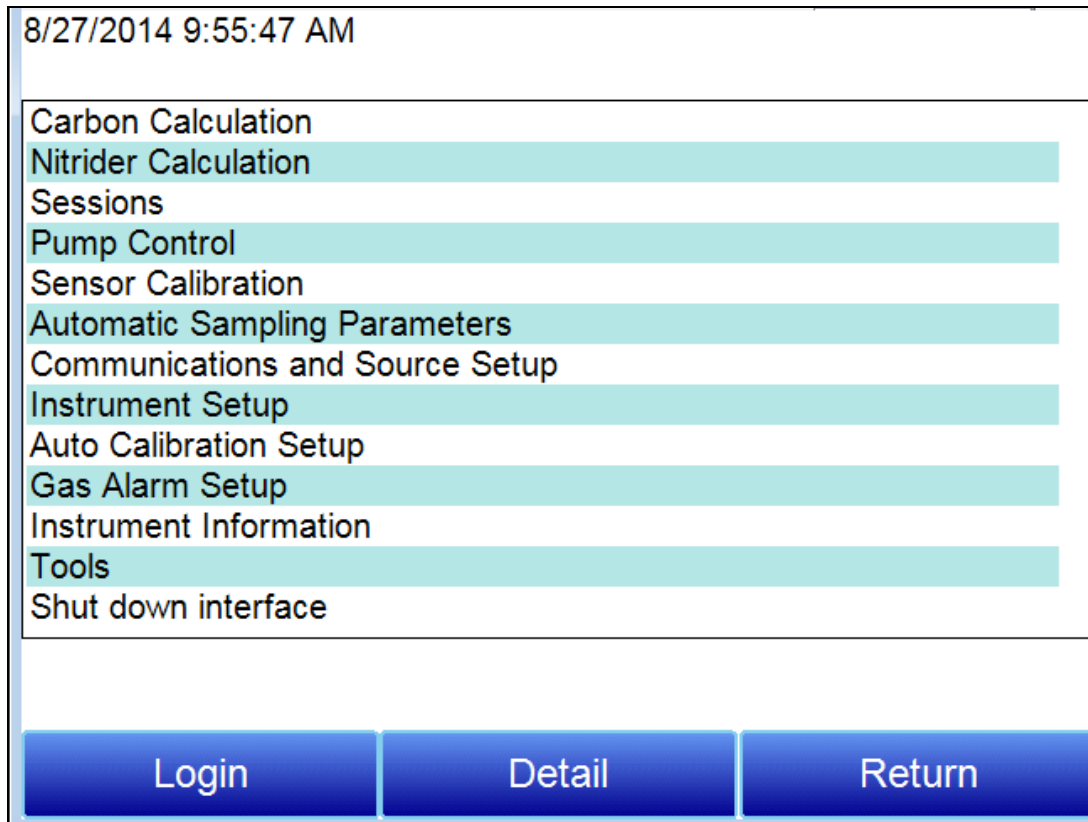 8/27/2014 9:55:47 AM
Carbon Calculation
Nitrider Calculation
Sessions
Pump Control
Sensor Calibration
Automatic Sampling Parameters
Communications and Source Setup
Instrument Setup
Auto Calibration Setup
Gas Alarm Setup
Instrument Information
Tools
Shut down interface
Login Detail Return